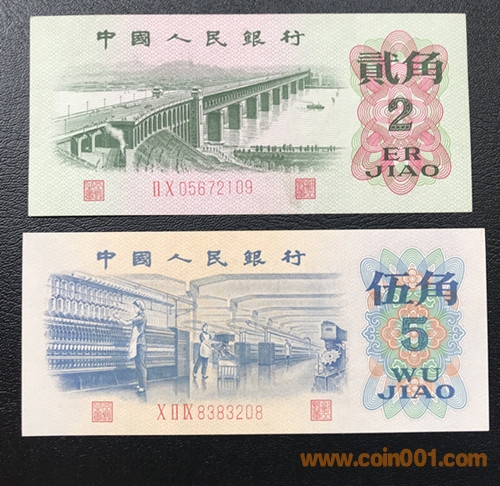 中國人民銀行
貳角
2
ER
JIAO
II X 05672109
中國人民銀行
伍角
5
WU
JIAO
X II IX 8383208
www.coin001.com